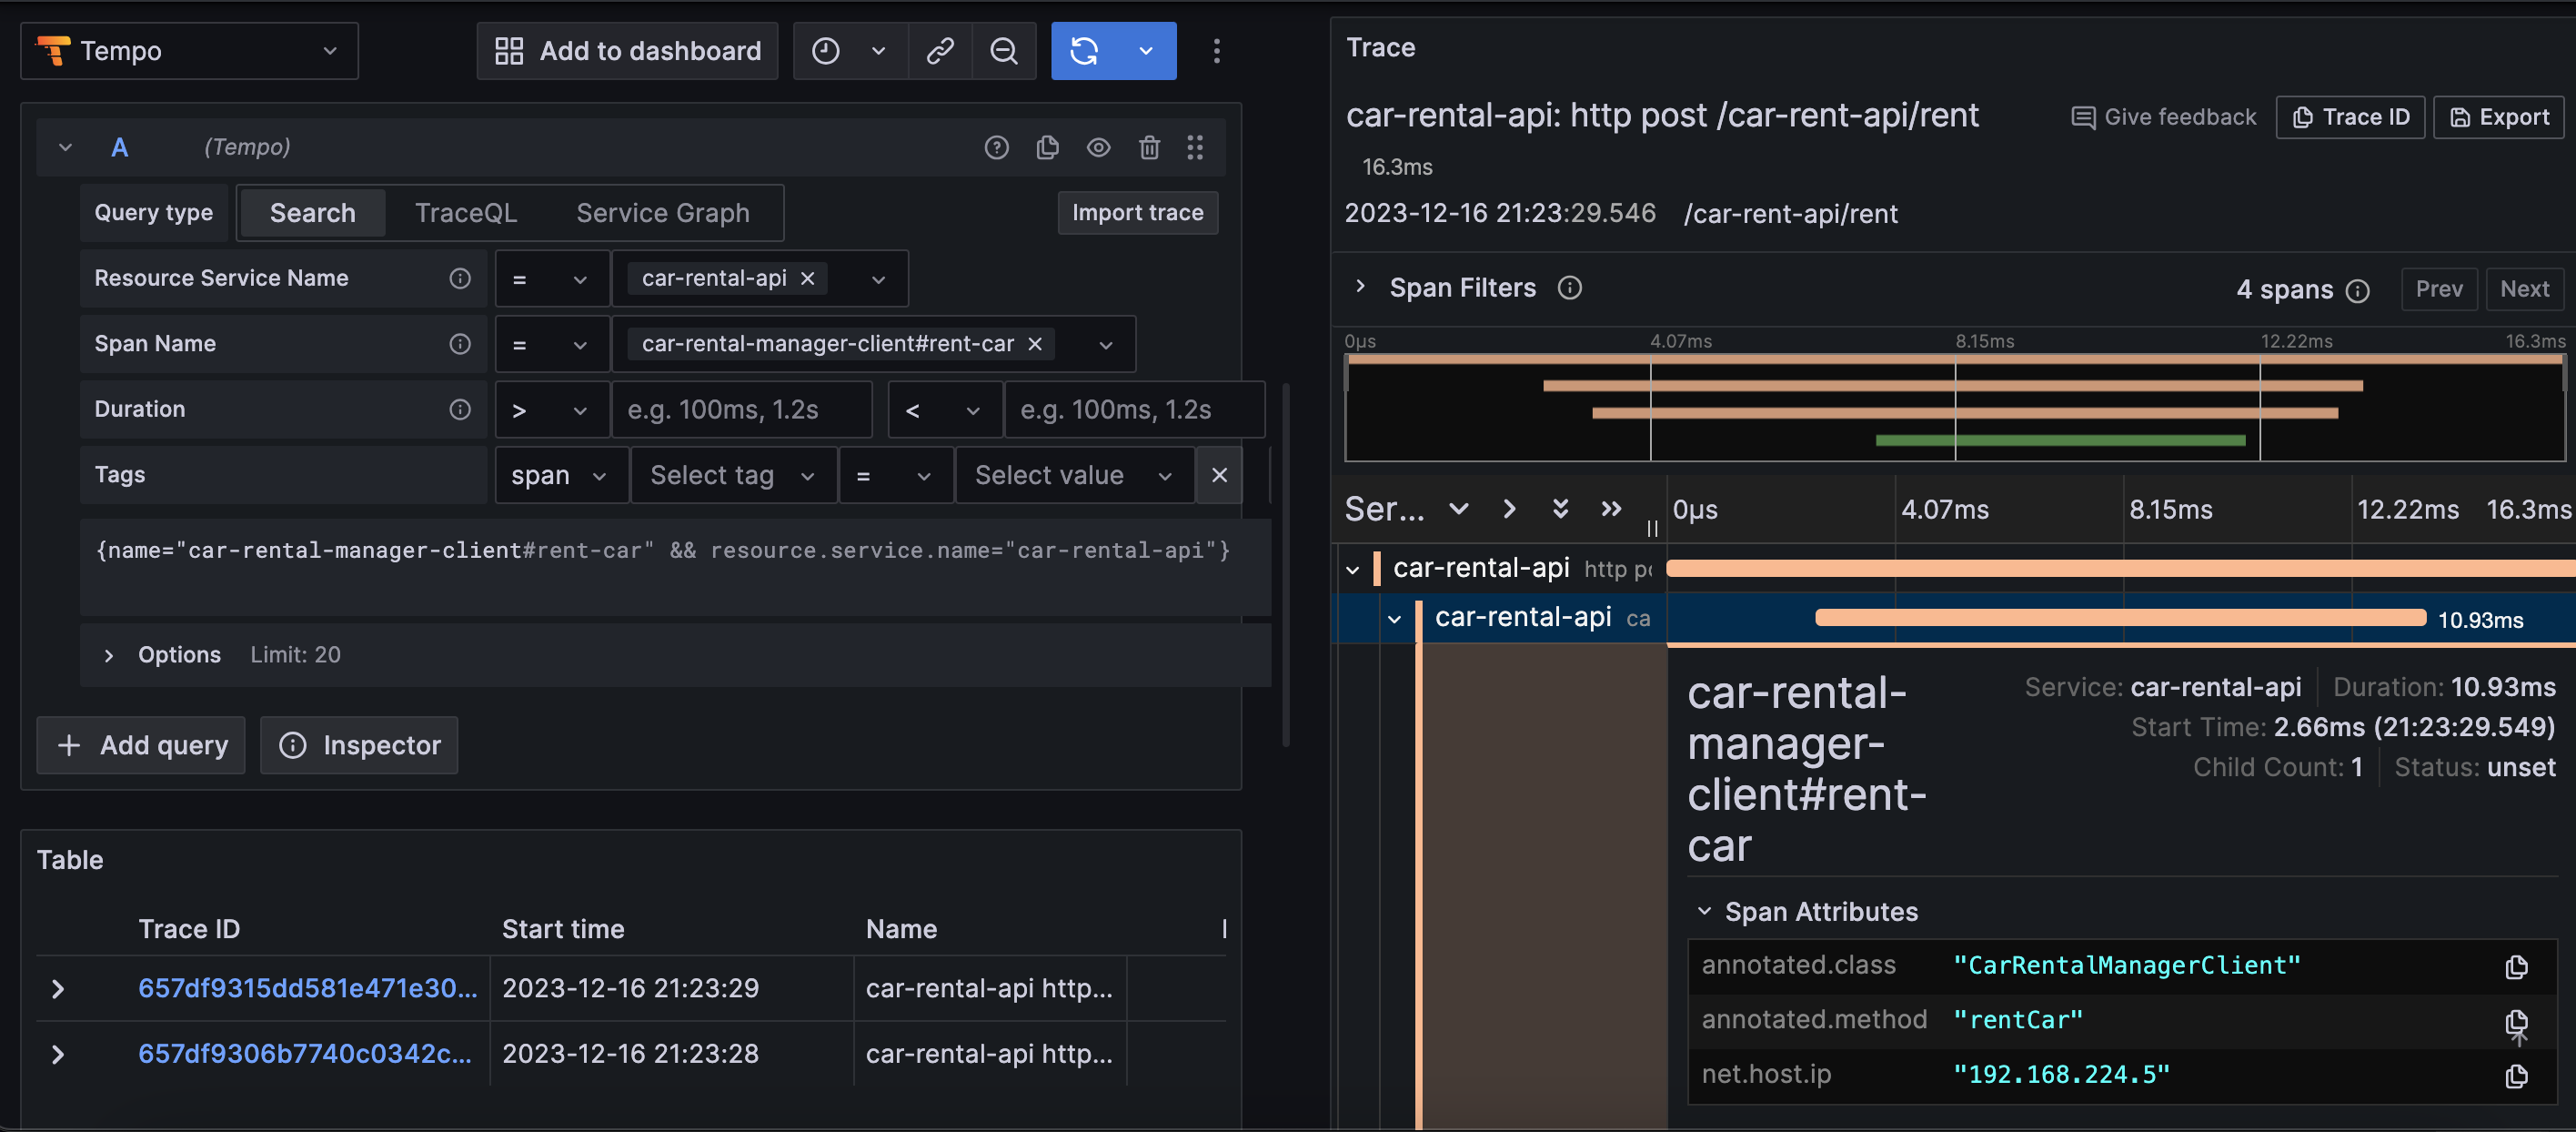 Tempo
Add to dashboard
A (Tempo)
Query type Search TraceQL Service Graph Import trace
Resource Service Name = car-rental-api
Span Name = car-rental-manager-client#rent-car
Duration > e.g. 100ms, 1.2s < e.g. 100ms, 1.2s
Tags span Select tag = Select value
{name="car-rental-manager-client#rent-car" && resource.service.name="car-rental-api"}
Options Limit: 20
+ Add query Inspector
Table
Trace ID Start time Name
657df9315dd581e471e30... 2023-12-16 21:23:29 car-rental-api http...
657df9306b7740c0342c... 2023-12-16 21:23:28 car-rental-api http...
Trace
car-rental-api: http post /car-rent-api/rent Give feedback Trace ID Export
16.3ms
2023-12-16 21:23:29.546 /car-rent-api/rent
Span Filters 4 spans Prev Next
0μs 4.07ms 8.15ms 12.22ms 16.3ms
Ser... 0μs 4.07ms 8.15ms 12.22ms 16.3ms
car-rental-api http
car-rental-api ca 10.93ms
car-rental-
manager-
client#rent-
car
Service: car-rental-api Duration: 10.93ms
Start Time: 2.66ms (21:23:29.549)
Child Count: 1 Status: unset
Span Attributes
annotated.class "CarRentalManagerClient"
annotated.method "rentCar"
net.host.ip "192.168.224.5"